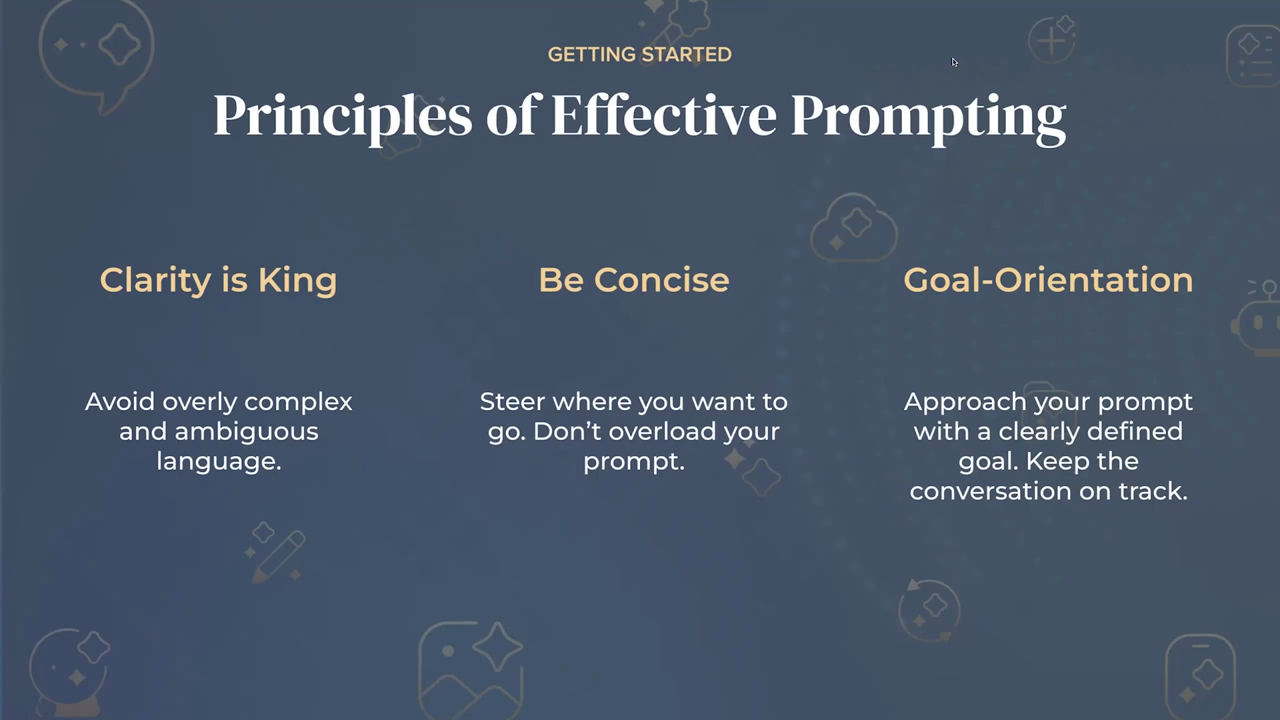 GETTING STARTED
Principles of Effective Prompting
Clarity is King
Avoid overly complex
and ambiguous
language.
Be Concise
Steer where you want to
go. Don’t overload your
prompt.
Goal-Orientation
Approach your prompt
with a clearly defined
goal. Keep the
conversation on track.